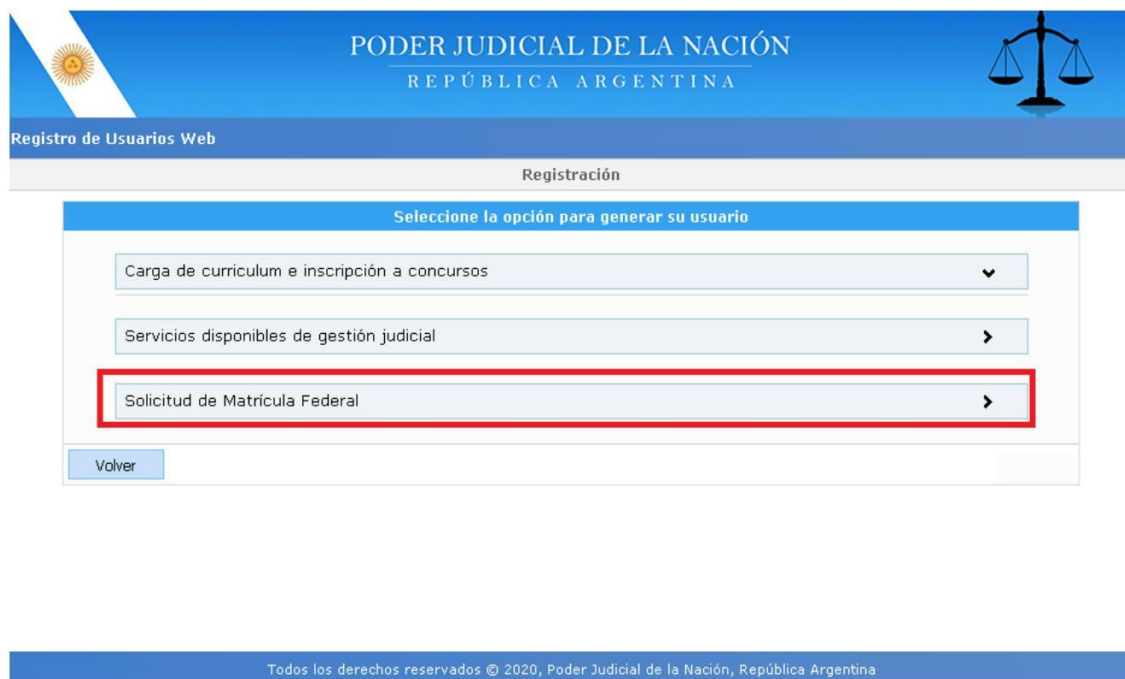 PODER JUDICIAL DE LA NACIÓN
REPÚBLICA ARGENTINA
Registro de Usuarios Web
Registración
Seleccione la opción para generar su usuario
Carga de curriculum e inscripción a concursos
Servicios disponibles de gestión judicial
Solicitud de Matrícula Federal
Volver
Todos los derechos reservados © 2020, Poder Judicial de la Nación, República Argentina